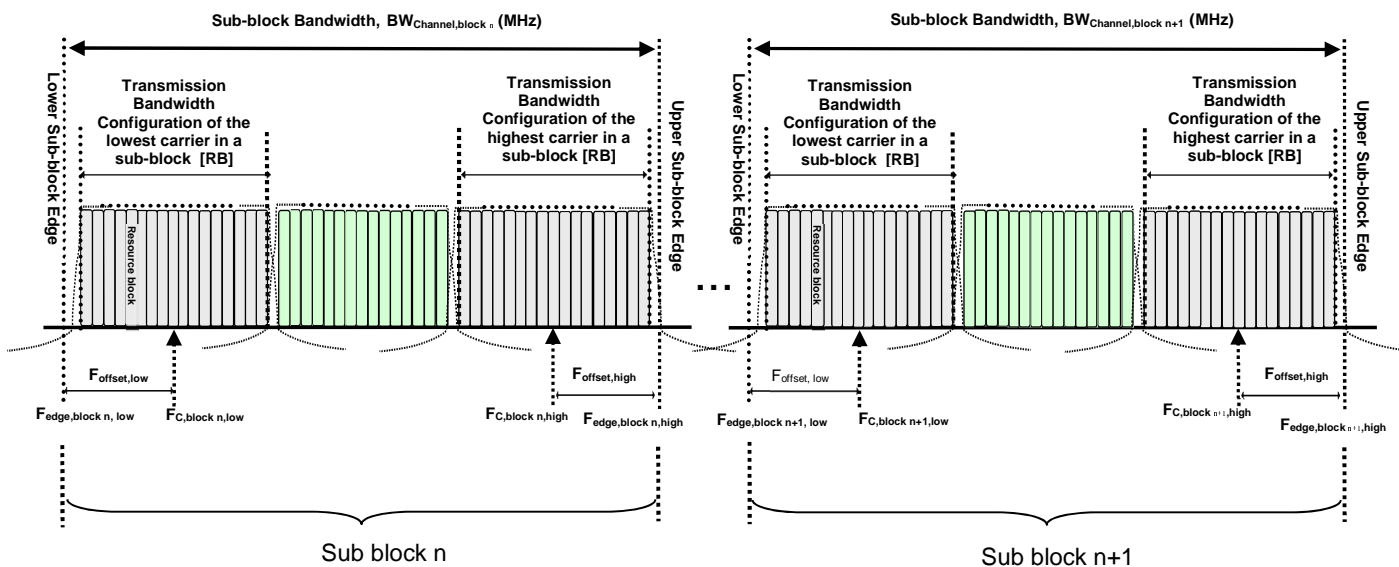 Sub-block Bandwidth, BWChannel,block n (MHz)
Lower Sub-block Edge
Transmission
Bandwidth
Configuration of the
lowest carrier in a
sub-block [RB]
Transmission
Bandwidth
Configuration of the
highest carrier in a
sub-block [RB]
Upper Sub-block Edge
Resource block
Foffset,low
Foffset,high
Fedge,block n, low
FC,block n,low
FC,block n,high
Fedge,block n,high
Sub block n
...
Sub-block Bandwidth, BWChannel,block n+1 (MHz)
Lower Sub-block Edge
Transmission
Bandwidth
Configuration of the
lowest carrier in a
sub-block [RB]
Transmission
Bandwidth
Configuration of the
highest carrier in a
sub-block [RB]
Upper Sub-block Edge
Resource block
Foffset, low
Foffset,high
Fedge,block n+1, low
FC,block n+1,low
FC,block n+1,high
Fedge,block n+1,high
Sub block n+1